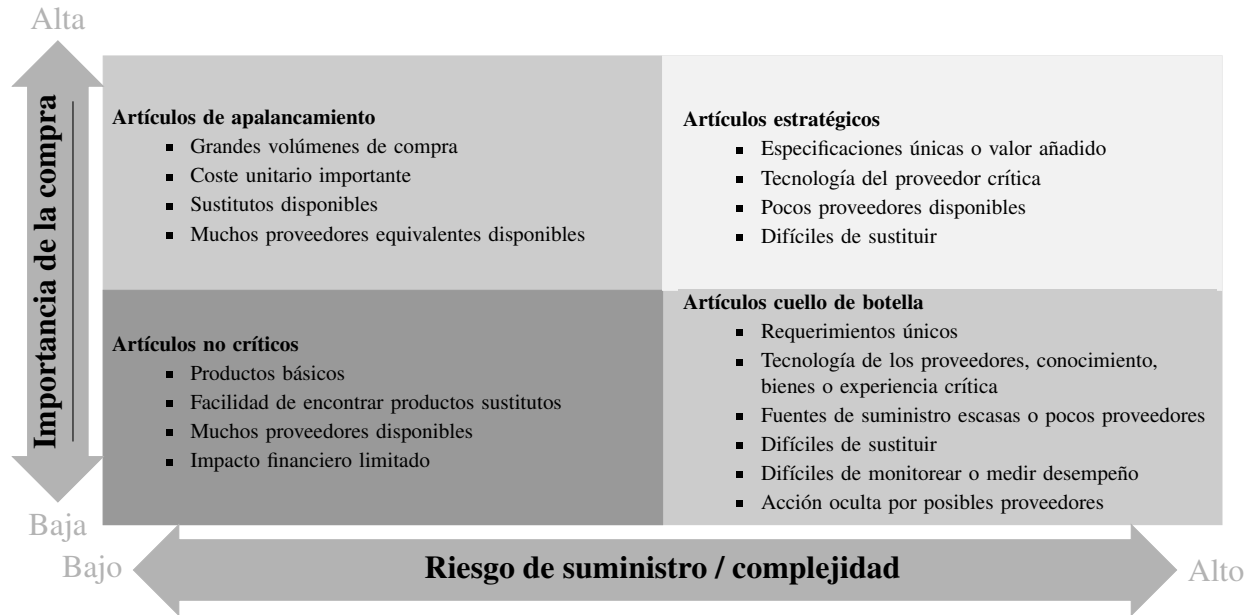 Alta
Importancia de la compra
Artículos de apalancamiento
Grandes volúmenes de compra
Coste unitario importante
Sustitutos disponibles
Muchos proveedores equivalentes disponibles
Artículos estratégicos
Especificaciones únicas o valor añadido
Tecnología del proveedor crítica
Pocos proveedores disponibles
Difíciles de sustituir
Artículos no críticos
Productos básicos
Facilidad de encontrar productos sustitutos
Muchos proveedores disponibles
Impacto financiero limitado
Artículos cuello de botella
Requerimientos únicos
Tecnología de los proveedores, conocimiento,
bienes o experiencia crítica
Fuentes de suministro escasas o pocos proveedores
Difíciles de sustituir
Difíciles de monitorear o medir desempeño
Acción oculta por posibles proveedores
Baja
Bajo
Riesgo de suministro / complejidad
Alto